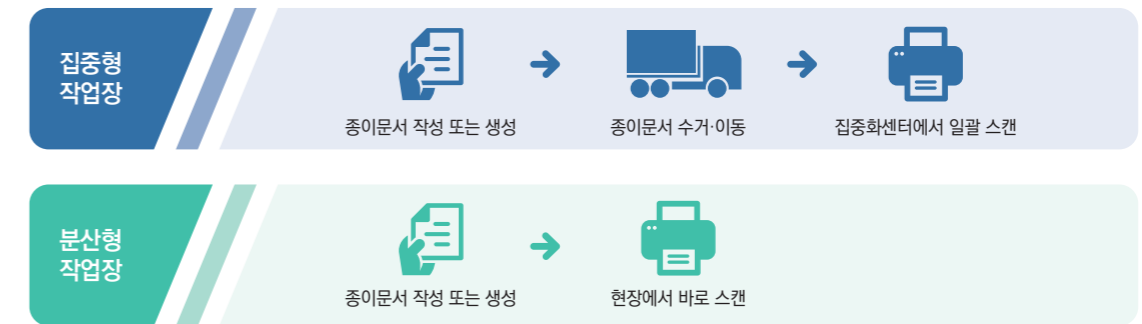 집중형
작업장
종이문서 작성 또는 생성
종이문서 수거·이동
집중화센터에서 일괄 스캔
분산형
작업장
종이문서 작성 또는 생성
현장에서 바로 스캔